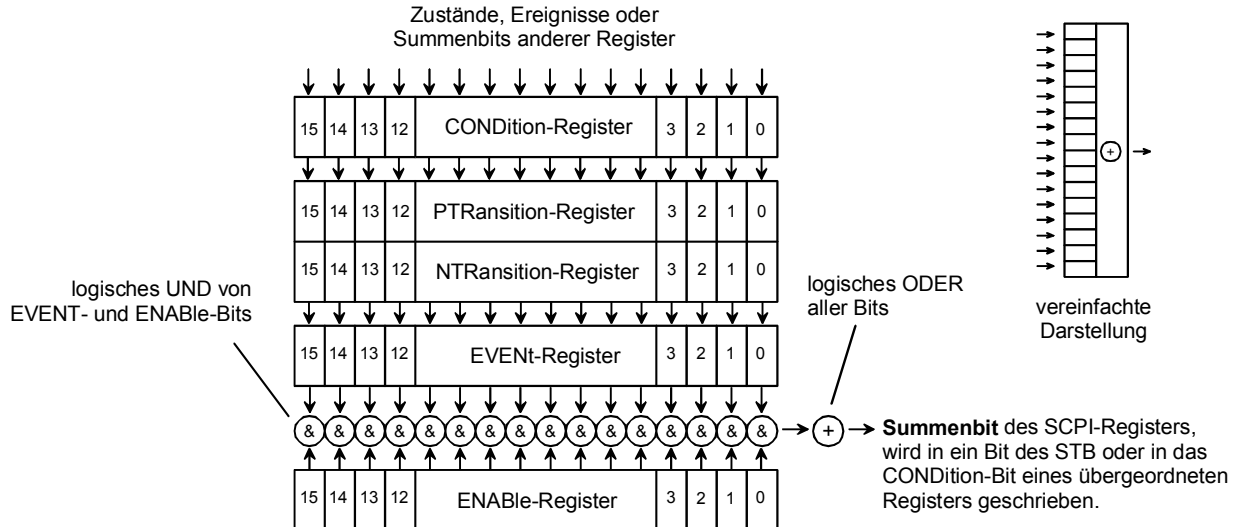 Zustände, Ereignisse oder
Summenbits anderer Register
15 14 13 12 CONDition-Register 3 2 1 0
15 14 13 12 PTRansition-Register 3 2 1 0
15 14 13 12 NTRansition-Register 3 2 1 0
logisches UND von
EVENT- und ENABle-Bits
15 14 13 12 EVENt-Register 3 2 1 0
logisches ODER
aller Bits
& & & & & & & & & & & & & & & & +
15 14 13 12 ENABle-Register 3 2 1 0
Summenbit des SCPI-Registers,
wird in ein Bit des STB oder in das
CONDition-Bit eines übergeordneten
Registers geschrieben.
+
vereinfachte
Darstellung